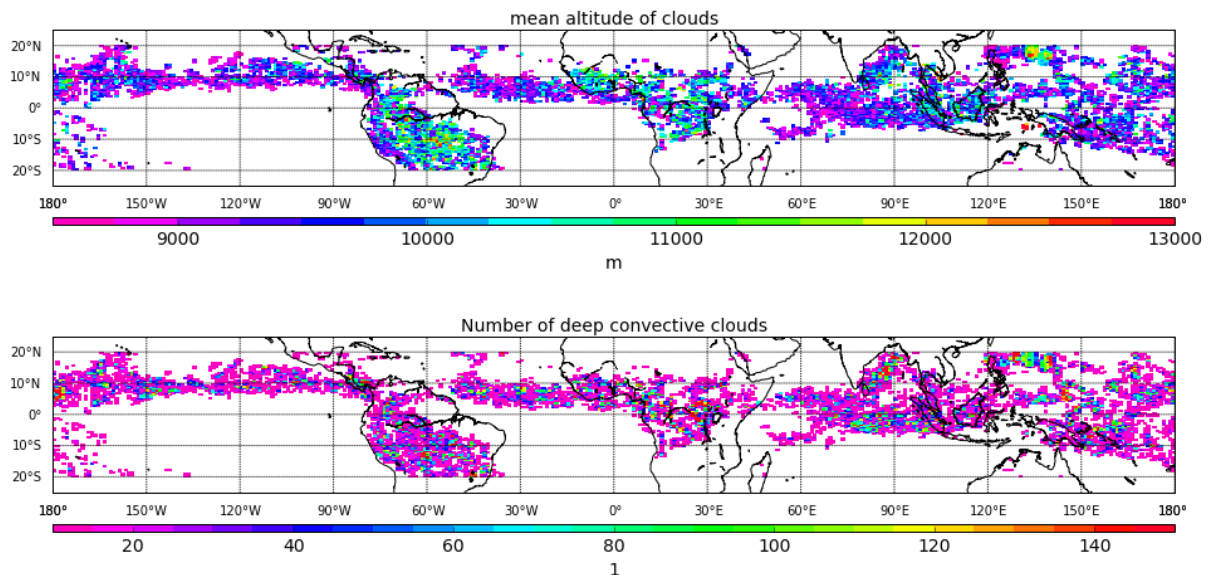 mean altitude of clouds
20°N
10°N
0°
10°S
20°S
180° 150°W 120°W 90°W 60°W 30°W 0° 30°E 60°E 90°E 120°E 150°E 180°
9000 10000 11000 12000 13000
m
Number of deep convective clouds
20°N
10°N
0°
10°S
20°S
180° 150°W 120°W 90°W 60°W 30°W 0° 30°E 60°E 90°E 120°E 150°E 180°
20 40 60 80 100 120 140
1